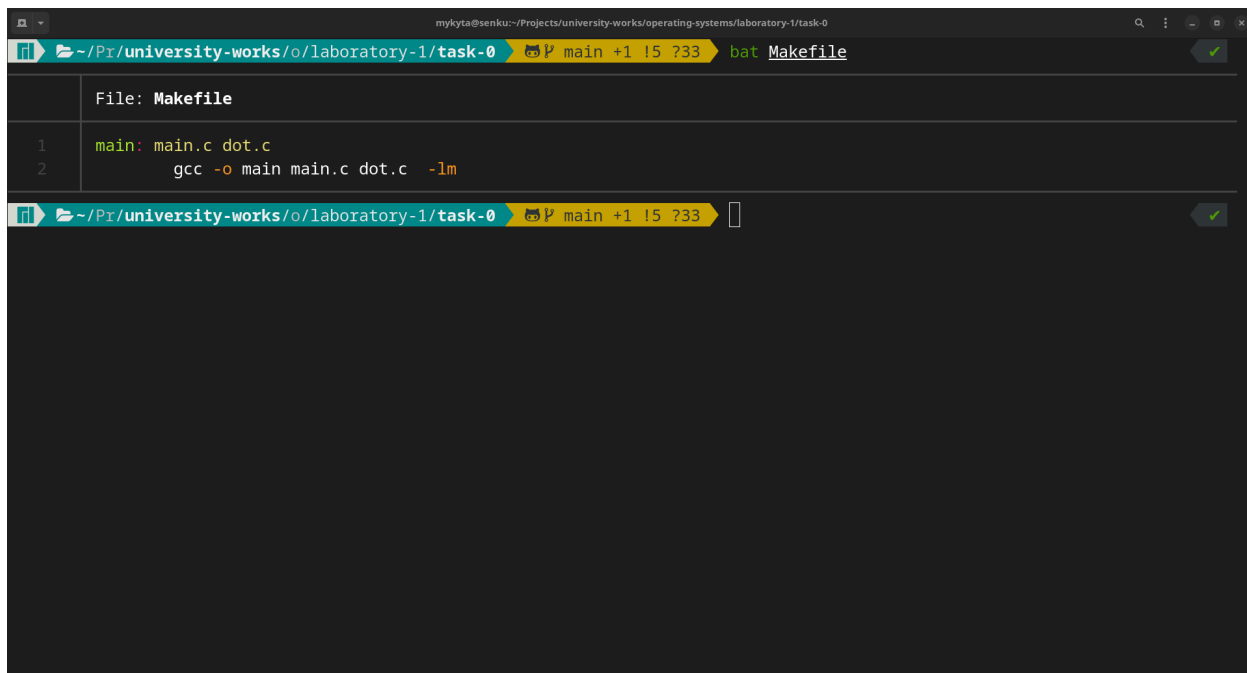 mykyta@senku:~/Projects/university-works/operating-systems/laboratory-1/task-0
~/Pr/university-works/o/laboratory-1/task-0 main +1 !5 ?33 bat Makefile ✔
File: Makefile
1 main: main.c dot.c
2 gcc -o main main.c dot.c  -lm
~/Pr/university-works/o/laboratory-1/task-0 main +1 !5 ?33 ✔